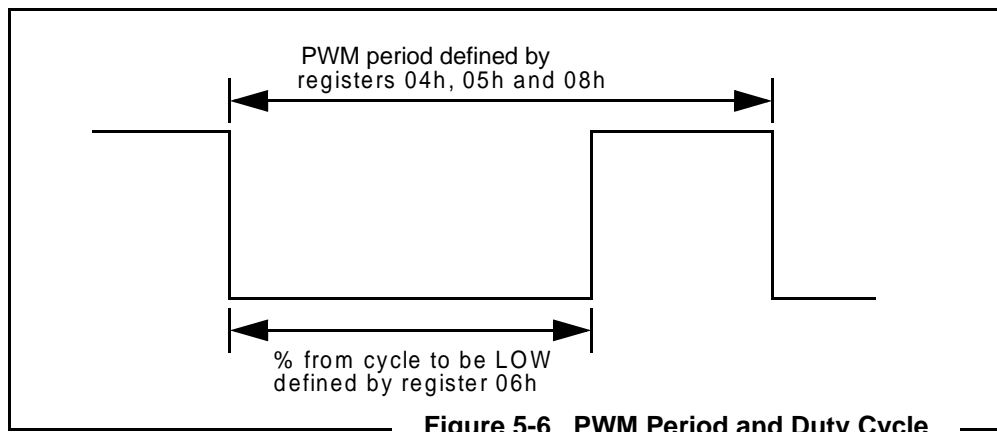 PWM period defined by
registers 04h, 05h and 08h
% from cycle to be LOW
defined by register 06h
Figure 5-6 PWM Period and Duty Cycle